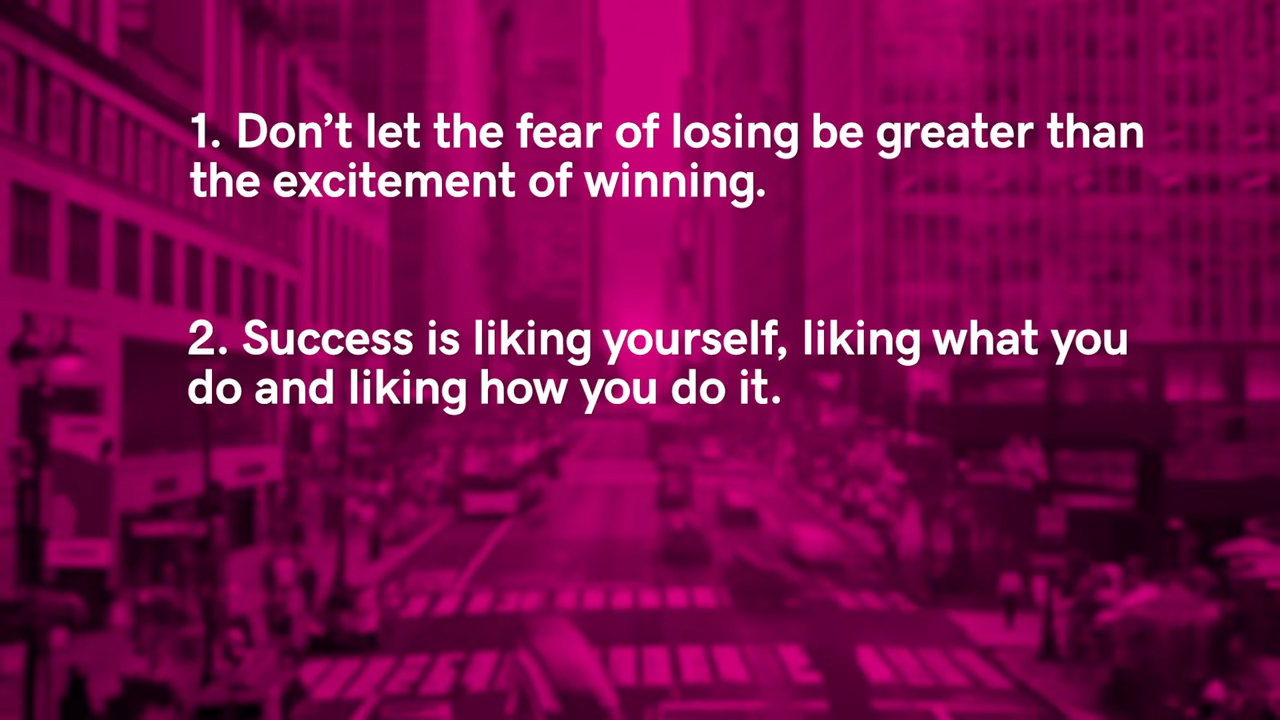 1. Don’t let the fear of losing be greater than
the excitement of winning.
2. Success is liking yourself, liking what you
do and liking how you do it.